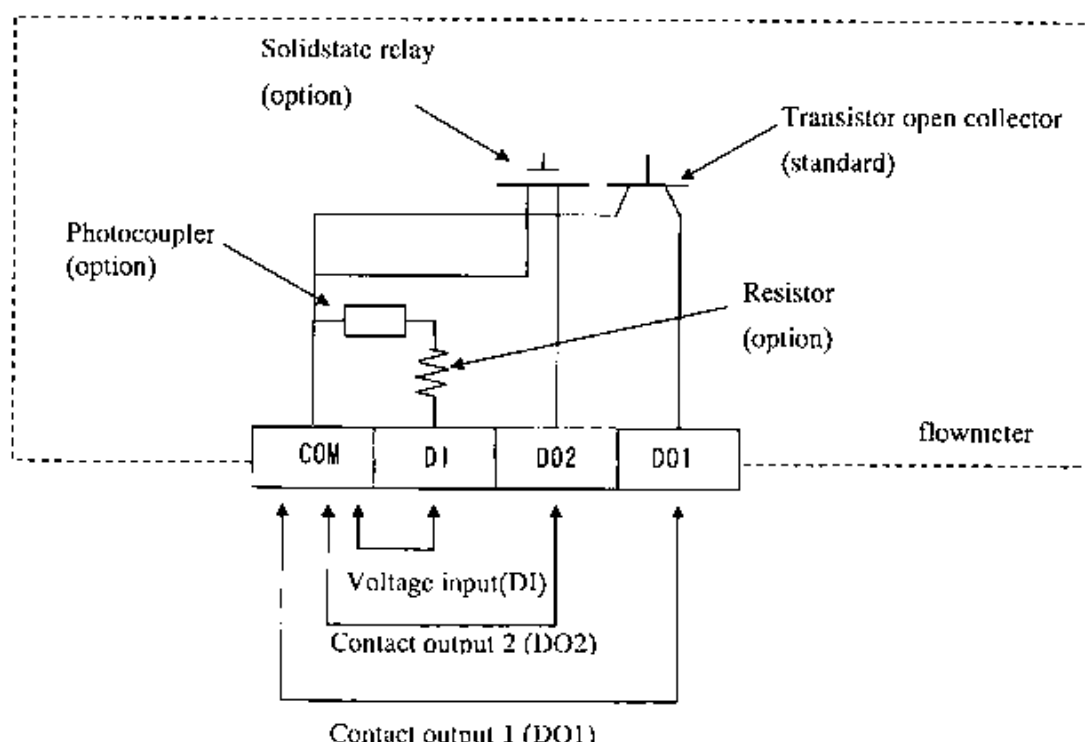 Solidstate relay
(option)
Transistor open collector
(standard)
Photocoupler
(option)
Resistor
(option)
flowmeter
COM DI DO2 DO1
Voltage input(DI)
Contact output 2 (DO2)
Contact output 1 (DO1)